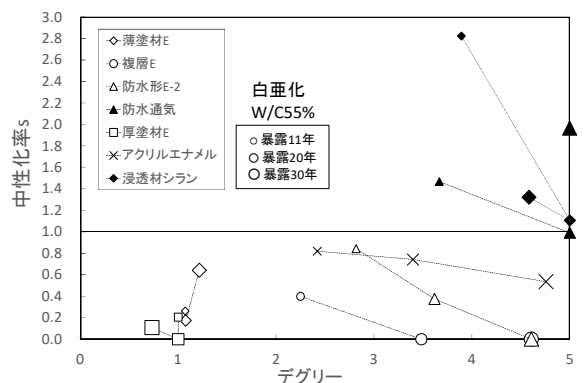 3.0
2.8
2.6
2.4
2.2
2.0
1.8
1.6
1.4
1.2
1.0
0.8
0.6
0.4
0.2
0.0
中性化率s
薄塗材E
複層E
防水形E-2
防水通気
厚塗材E
アクリルエナメル
浸透材シラン
白亜化
W/C55%
暴露11年
暴露20年
暴露30年
0 1 2 3 4 5
デグリー